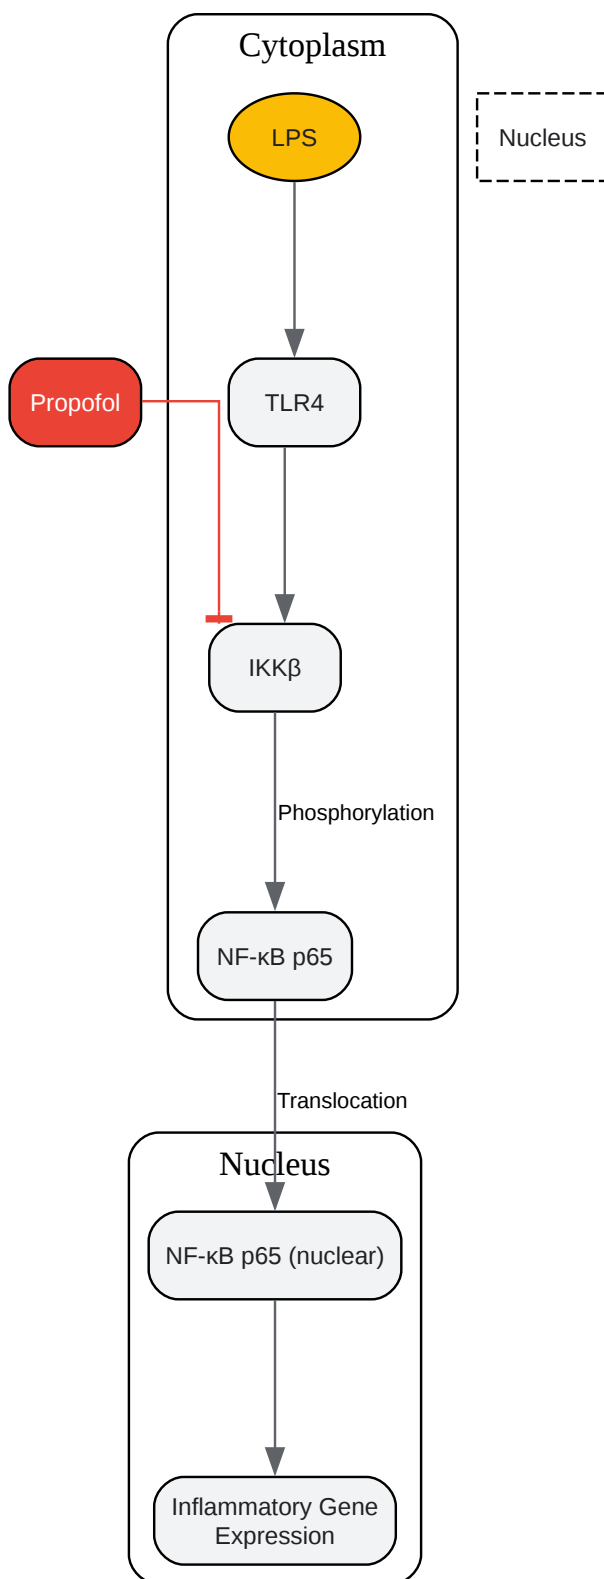 Cytoplasm
LPS
Nucleus
Propofol
TLR4
IKKβ
Phosphorylation
NF-κB p65
Translocation
Nucleus
NF-κB p65 (nuclear)
Inflammatory Gene
Expression